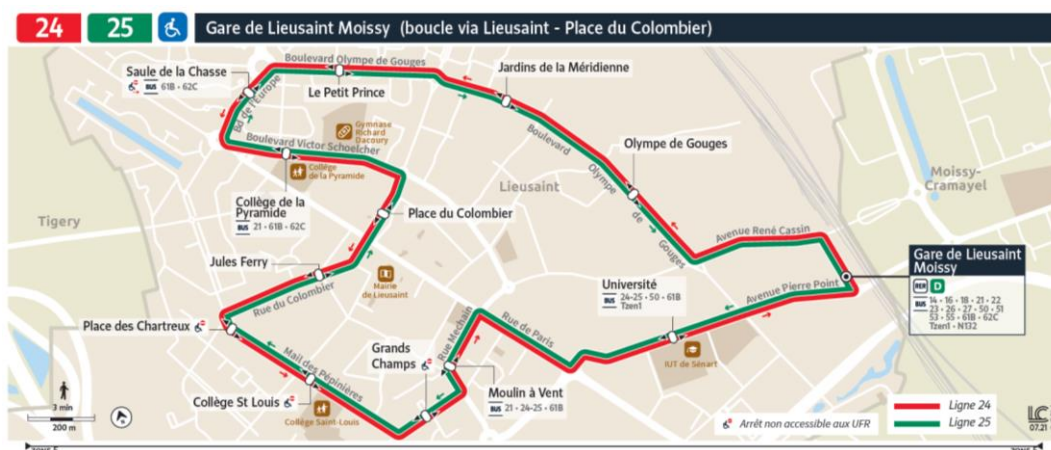 24 25 Gare de Lieusaint Moissy (boucle via Lieusaint - Place du Colombier)
Boulevard Olympe de Gouges
Saule de la Chasse
BUS 61B • 62C
Le Petit Prince
Jardins de la Méridienne
Bd de l'Europe
Gymnase
Richard
Dacoury
Boulevard Victor Schoelcher
Collège
de la Pyramide
Boulevard Olympe de Gouges
Olympe de Gouges
Lieusaint
Moissy-
Cramayel
Tigery
Collège de la
Pyramide
BUS 21 • 61B • 62C
Place du Colombier
Avenue René Cassin
Jules Ferry
Mairie
de Lieusaint
Rue du Colombier
Université
BUS 24-25 • 50 • 61B
Tzen1
Avenue Pierre Point
Gare de Lieusaint
Moissy
RER D
BUS 14 • 16 • 18 • 21 • 22
23 • 26 • 27 • 50 • 51
53 • 55 • 61B • 62C
Tzen1 • N132
Place des Chartreux
Grands
Champs
Rue Mechain
Rue de Paris
IUT de Sénart
Mail des Pépinières
Collège St Louis
Collège Saint-Louis
Moulin à Vent
BUS 21 • 24-25 • 61B
3 min
200 m
Arrêt non accessible aux UFR
Ligne 24
Ligne 25
LC
07.21
ZONE 5
ZONE 5